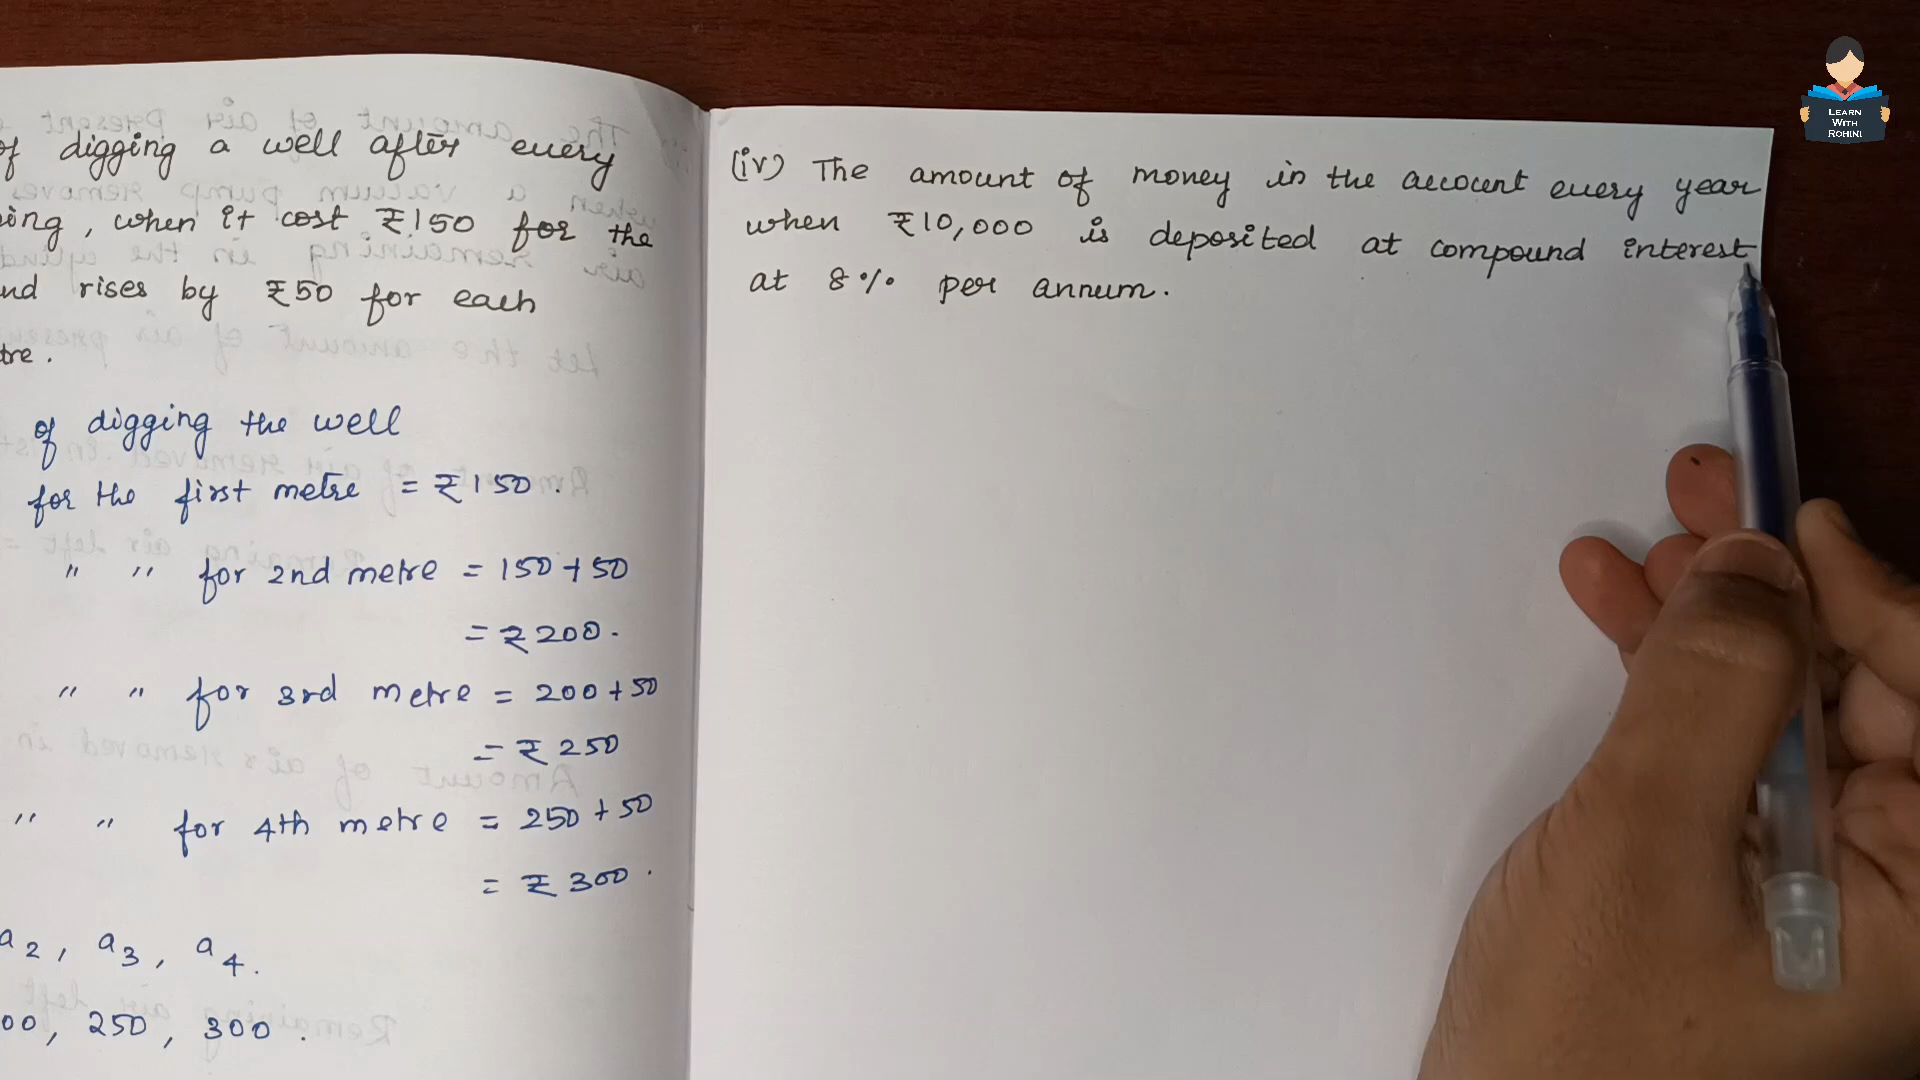 of digging a well after every
ing, when it cost ₹150 for the
nd rises by ₹50 for each
tre.
of digging the well
for the first metre = ₹150.
" " for 2nd metre = 150+50
= ₹200.
" " for 3rd metre = 200+50
= ₹250
" " for 4th metre = 250+50
= ₹300.
a2, a3, a4.
00, 250, 300.
(iv) The amount of money in the account every year
when ₹10,000 is deposited at compound interest
at 8% per annum.
LEARN
WITH
ROHINI